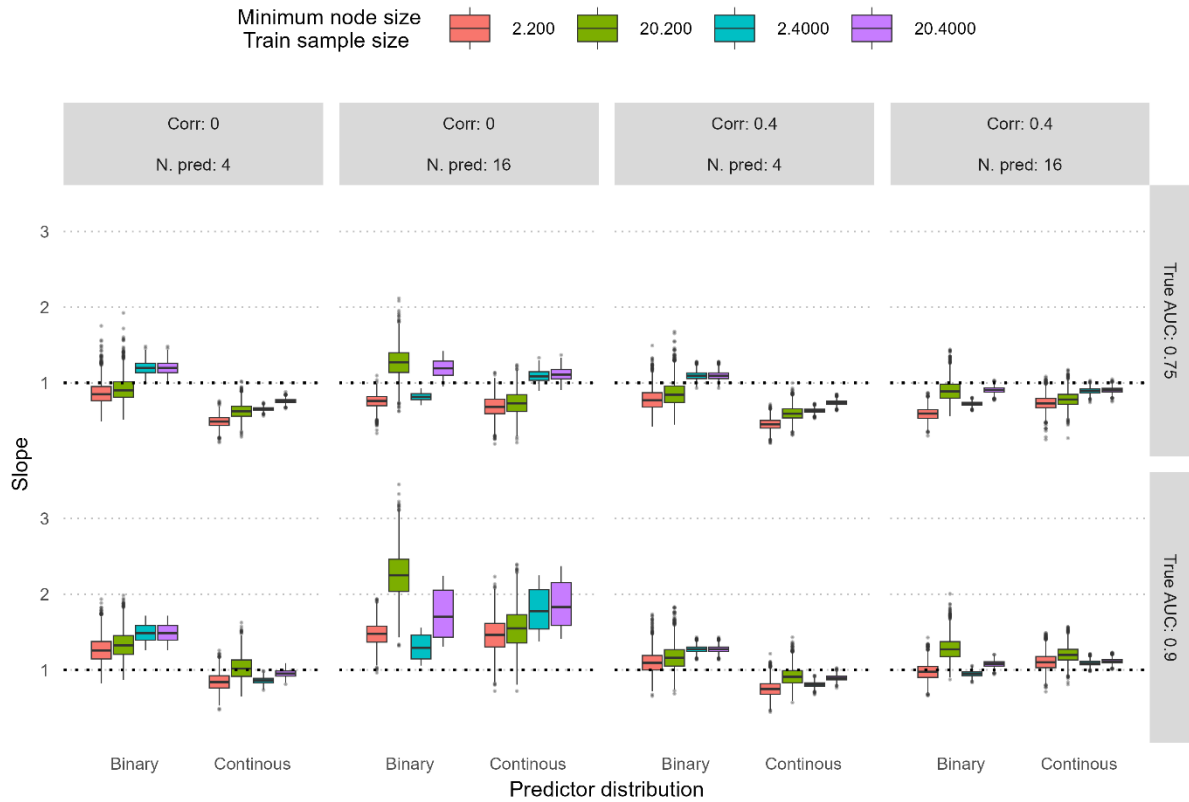 Minimum node size
Train sample size
2.200
20.200
2.4000
20.4000
Corr: 0
N. pred: 4
Corr: 0
N. pred: 16
Corr: 0.4
N. pred: 4
Corr: 0.4
N. pred: 16
3
2
1
True AUC: 0.75
Slope
3
2
1
True AUC: 0.9
Binary
Continous
Binary
Continous
Binary
Continous
Binary
Continous
Predictor distribution